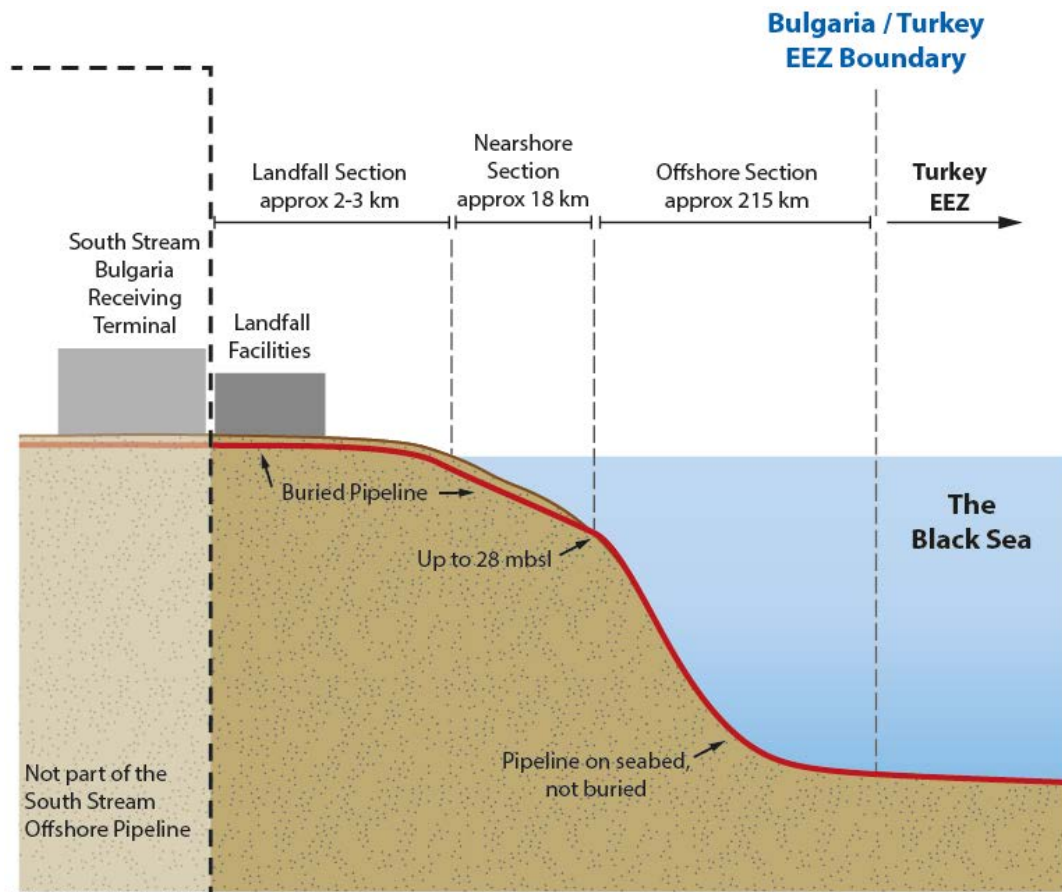 Bulgaria / Turkey
EEZ Boundary
Landfall Section
approx 2-3 km
Nearshore
Section
approx 18 km
Offshore Section
approx 215 km
Turkey
EEZ
South Stream
Bulgaria
Receiving
Terminal
Landfall
Facilities
Buried Pipeline
Up to 28 mbsl
The
Black Sea
Pipeline on seabed,
not buried
Not part of the
South Stream
Offshore Pipeline